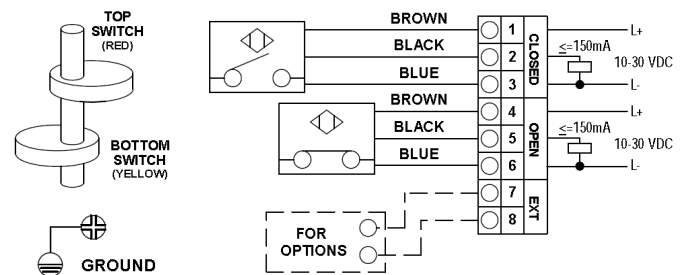 TOP
SWITCH
(RED)
BOTTOM
SWITCH
(YELLOW)
GROUND
BROWN
BLACK
BLUE
BROWN
BLACK
BLUE
FOR
OPTIONS
1
2
3
4
5
6
7
8
CLOSED
OPEN
EXT
L+
<=150mA
10-30 VDC
L-
L+
<=150mA
10-30 VDC
L-